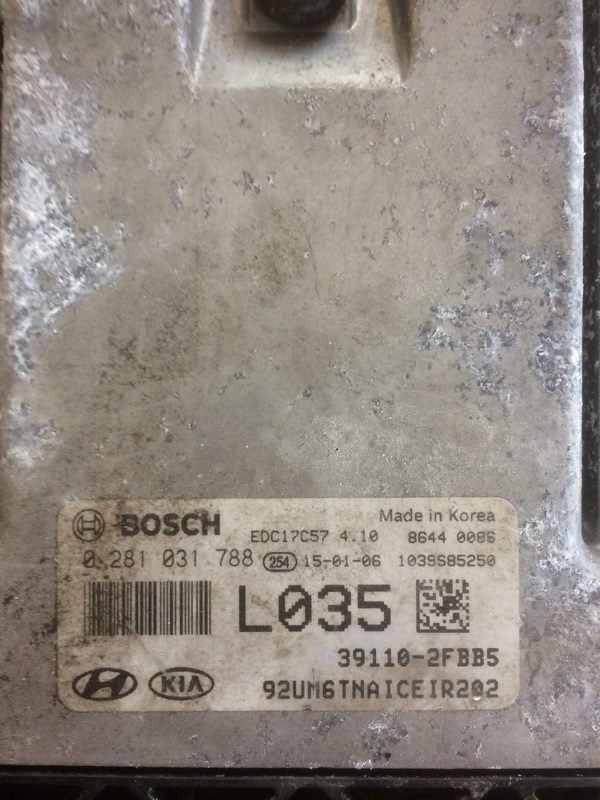 BOSCH EDC17C57 4.10 Made in Korea 8644 0086
0 281 031 788 254 15-01-06 1039S85250
L035
39110-2FBB5
HYUNDAI KIA 92UM6TNAICEIR202